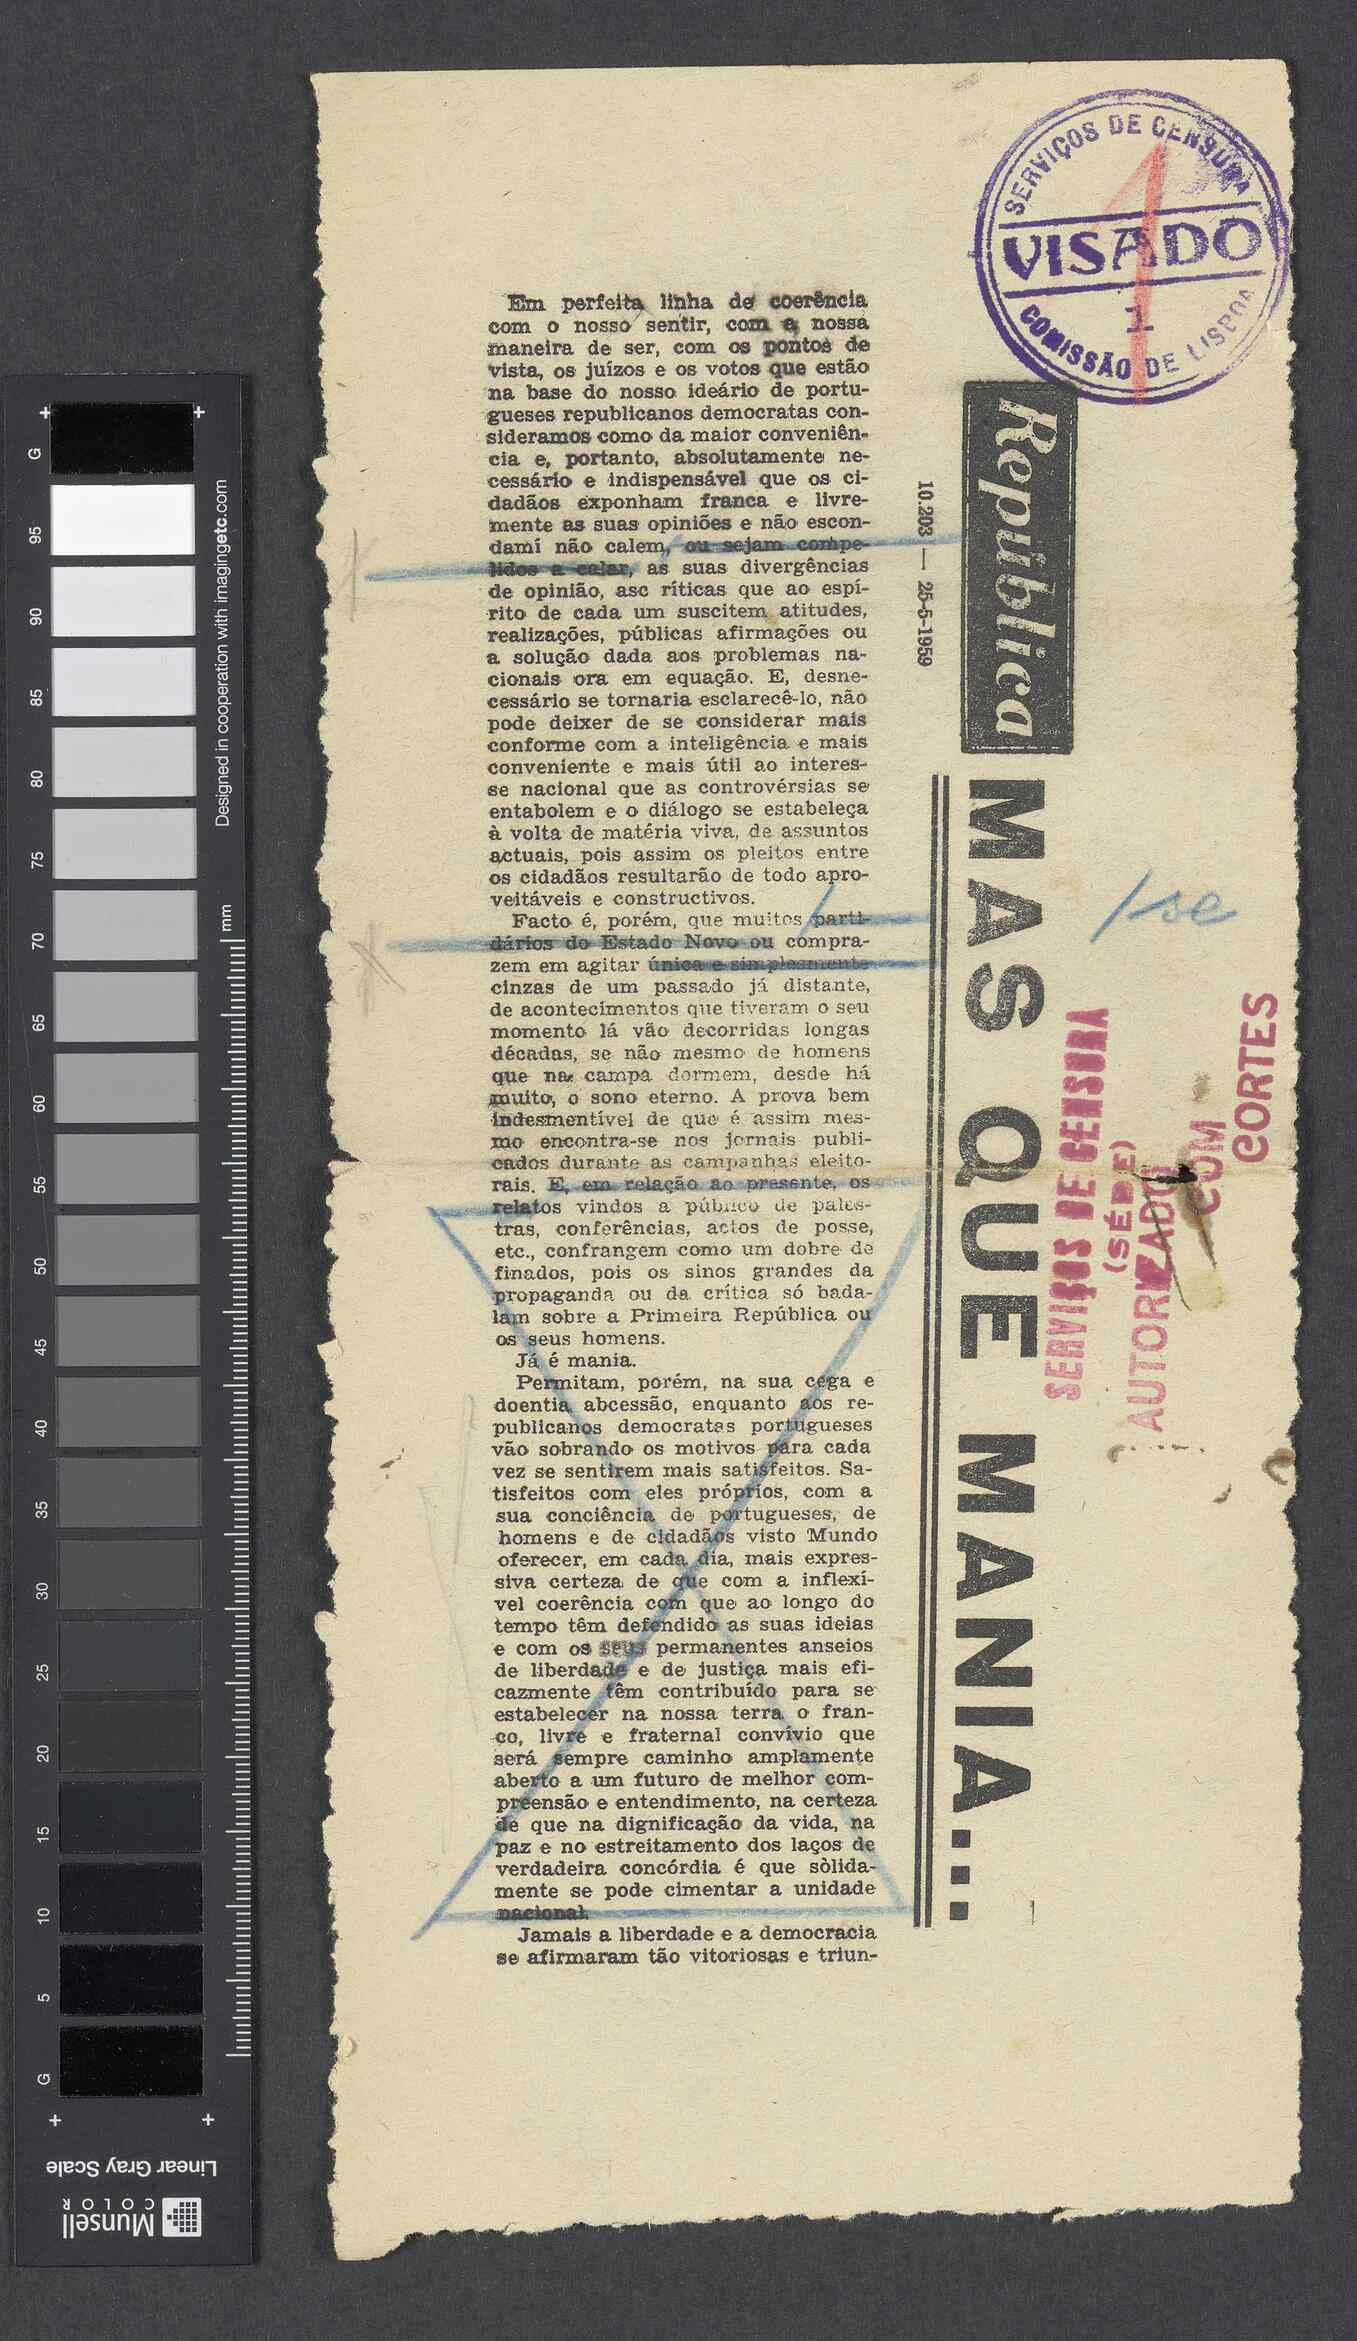 SERVIÇOS DE CENSURA
VISADO
1
COMISSÃO DE LISBOA
República
10.203 — 25-5-1959
MAS QUE MANIA...
/se
SERVIÇOS DE CENSURA
(SÉDE)
AUTORIZADO
COM
CORTES
Em perfeita linha de coerência
com o nosso sentir, com a nossa
maneira de ser, com os pontos de
vista, os juízos e os votos que estão
na base do nosso ideário de portu-
gueses republicanos democratas con-
sideramos como da maior conveniên-
cia e, portanto, absolutamente ne-
cessário e indispensável que os ci-
dadãos exponham franca e livre-
mente as suas opiniões e não escon-
damí não calem, ou sejam compe-
lidos a calar, as suas divergências
de opinião, asc ríticas que ao espí-
rito de cada um suscitem atitudes,
realizações, públicas afirmações ou
a solução dada aos problemas na-
cionais ora em equação. E, desne-
cessário se tornaria esclarecê-lo, não
pode deixer de se considerar mais
conforme com a inteligência e mais
conveniente e mais útil ao interes-
se nacional que as controvérsias se
entabolem e o diálogo se estabeleça
à volta de matéria viva, de assuntos
actuais, pois assim os pleitos entre
os cidadãos resultarão de todo apro-
veitáveis e constructivos.
Facto é, porém, que muitos parti-
dários do Estado Novo ou compra-
zem em agitar única e simplesmente
cinzas de um passado já distante,
de acontecimentos que tiveram o seu
momento lá vão decorridas longas
décadas, se não mesmo de homens
que na campa dormem, desde há
muito, o sono eterno. A prova bem
indesmentível de que é assim mes-
mo encontra-se nos jornais publi-
cados durante as campanhas eleito-
rais. E, em relação ao presente, os
relatos vindos a público de pales-
tras, conferências, actos de posse,
etc., confrangem como um dobre de
finados, pois os sinos grandes da
propaganda ou da crítica só bada-
lam sobre a Primeira República ou
os seus homens.
Já é mania.
Permitam, porém, na sua cega e
doentia abcessão, enquanto aos re-
publicanos democratas portugueses
vão sobrando os motivos para cada
vez se sentirem mais satisfeitos. Sa-
tisfeitos com eles próprios, com a
sua conciência de portugueses, de
homens e de cidadãos visto Mundo
oferecer, em cada dia, mais expres-
siva certeza de que com a inflexí-
vel coerência com que ao longo do
tempo têm defendido as suas ideias
e com os seus permanentes anseios
de liberdade e de justiça mais efi-
cazmente têm contribuído para se
estabelecer na nossa terra o fran-
co, livre e fraternal convívio que
será sempre caminho amplamente
aberto a um futuro de melhor com-
preensão e entendimento, na certeza
de que na dignificação da vida, na
paz e no estreitamento dos laços de
verdadeira concórdia é que sòlida-
mente se pode cimentar a unidade
nacional.
Jamais a liberdade e a democracia
se afirmaram tão vitoriosas e triun-
G
95
90
85
80
75
70
65
60
55
50
45
40
35
30
25
20
15
10
5
G
Designed in cooperation with imagingetc.com
mm
Linear Gray Scale
Munsell
COLOR